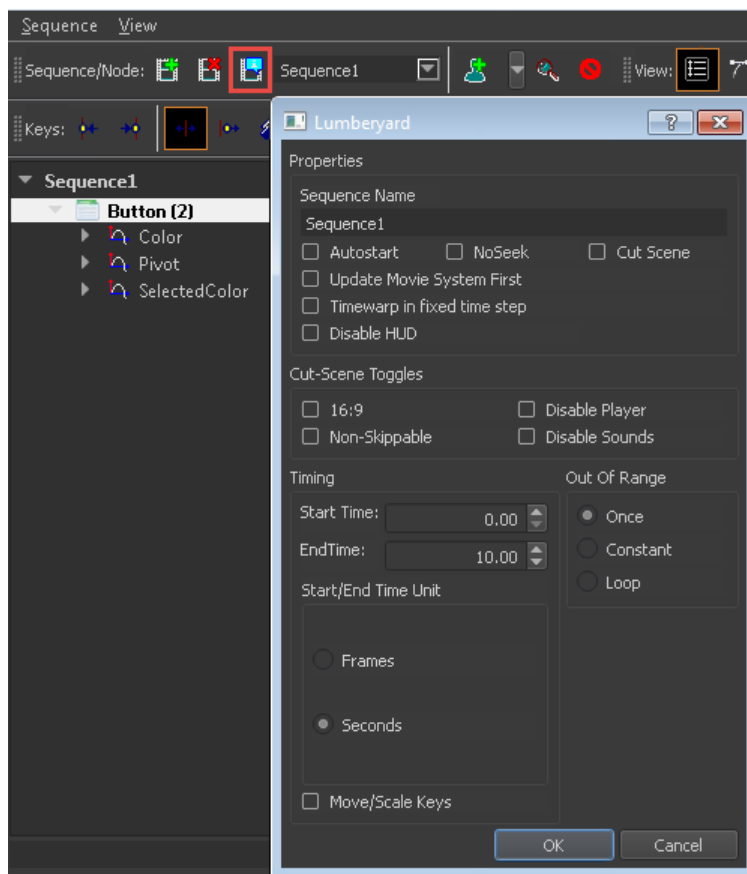 Sequence View
Sequence/Node: Sequence1 View:
Keys: Lumberyard
Properties
Sequence1
Button (2)
Color
Pivot
SelectedColor
Sequence Name
Sequence1
Autostart NoSeek Cut Scene
Update Movie System First
Timewarp in fixed time step
Disable HUD
Cut-Scene Toggles
16:9 Disable Player
Non-Skippable Disable Sounds
Timing Out Of Range
Start Time: 0.00 Once
EndTime: 10.00 Constant
Start/End Time Unit Loop
Frames
Seconds
Move/Scale Keys
OK Cancel